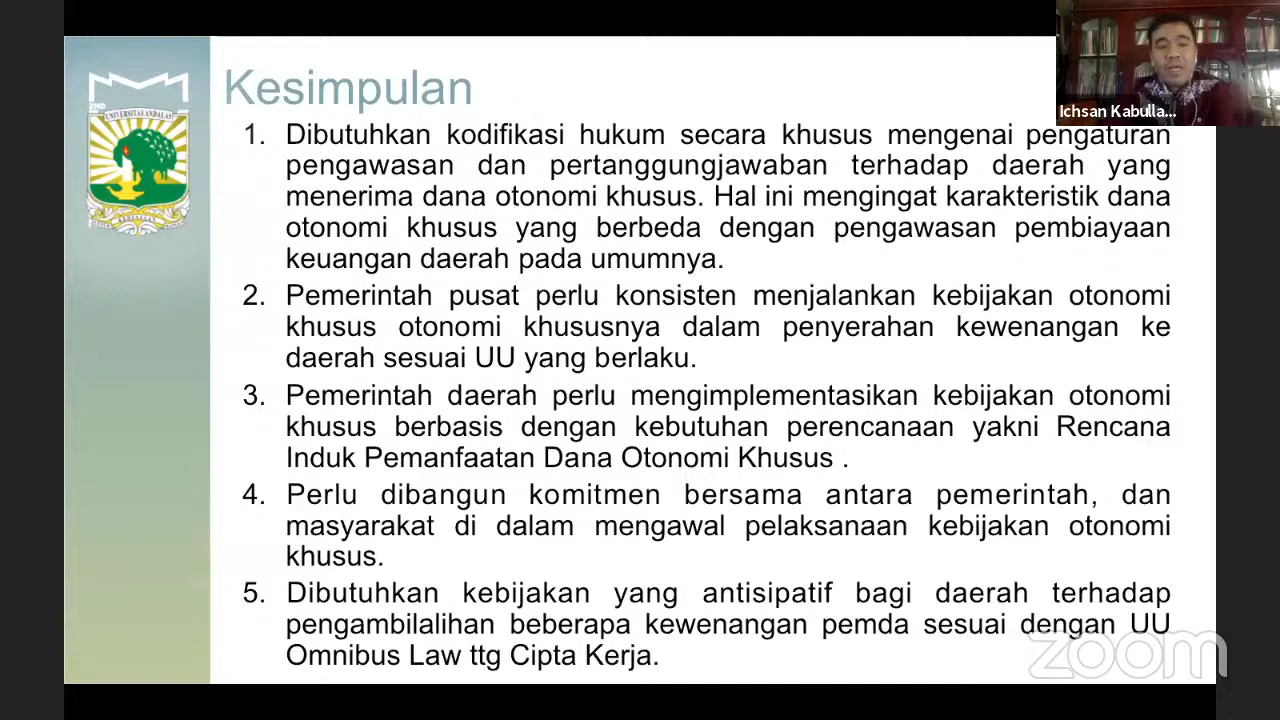 Kesimpulan
1. Dibutuhkan kodifikasi hukum secara khusus mengenai pengaturan
pengawasan dan pertanggungjawaban terhadap daerah yang
menerima dana otonomi khusus. Hal ini mengingat karakteristik dana
otonomi khusus yang berbeda dengan pengawasan pembiayaan
keuangan daerah pada umumnya.
2. Pemerintah pusat perlu konsisten menjalankan kebijakan otonomi
khusus otonomi khususnya dalam penyerahan kewenangan ke
daerah sesuai UU yang berlaku.
3. Pemerintah daerah perlu mengimplementasikan kebijakan otonomi
khusus berbasis dengan kebutuhan perencanaan yakni Rencana
Induk Pemanfaatan Dana Otonomi Khusus .
4. Perlu dibangun komitmen bersama antara pemerintah, dan
masyarakat di dalam mengawal pelaksanaan kebijakan otonomi
khusus.
5. Dibutuhkan kebijakan yang antisipatif bagi daerah terhadap
pengambilalihan beberapa kewenangan pemda sesuai dengan UU
Omnibus Law ttg Cipta Kerja.
Ichsan Kabulla...
2ND
UNIVERSITAS ANDALAS
zoom